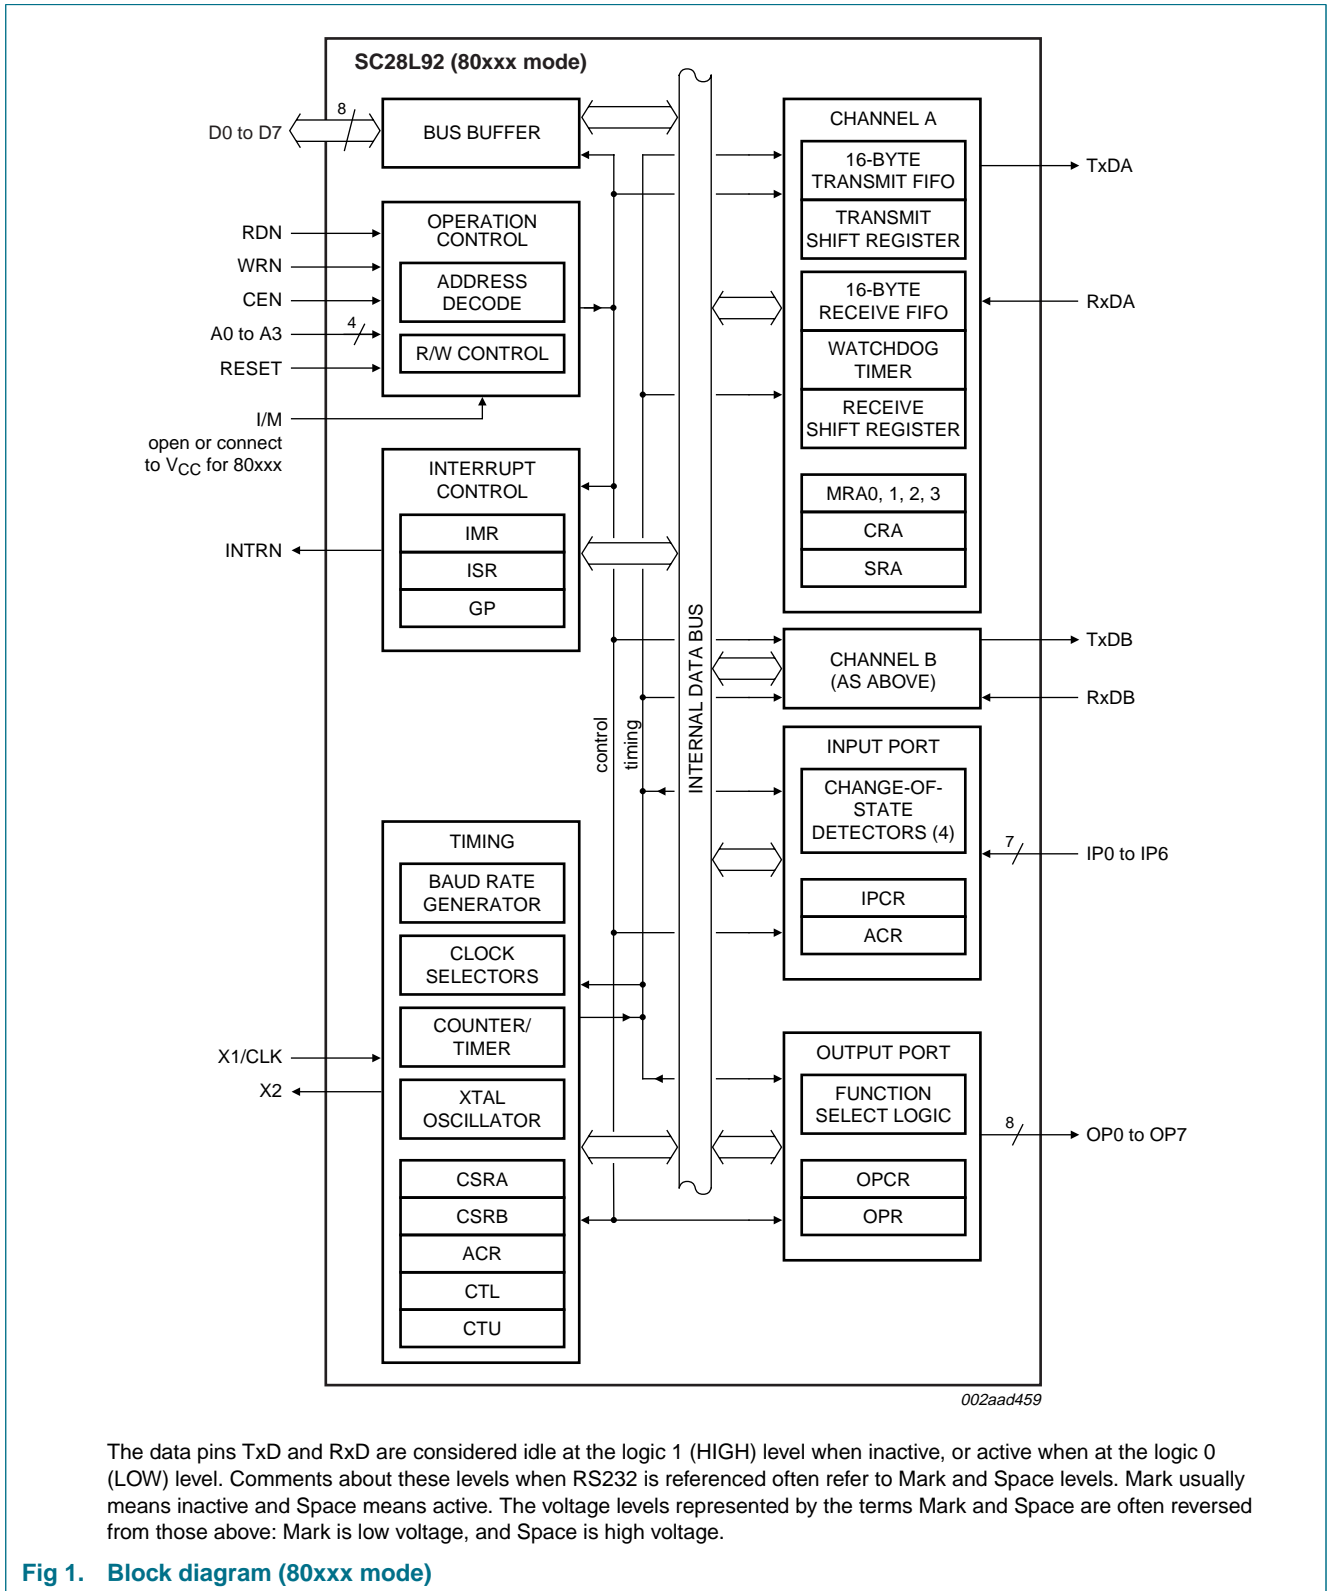 SC28L92 (80xxx mode)
D0 to D7
8
BUS BUFFER
RDN
WRN
CEN
A0 to A3
4
RESET
OPERATION
CONTROL
ADDRESS
DECODE
R/W CONTROL
I/M
open or connect
to VCC for 80xxx
INTERRUPT
CONTROL
IMR
ISR
GP
INTRN
control
timing
INTERNAL DATA BUS
TIMING
BAUD RATE
GENERATOR
CLOCK
SELECTORS
COUNTER/
TIMER
XTAL
OSCILLATOR
CSRA
CSRB
ACR
CTL
CTU
X1/CLK
X2
CHANNEL A
16-BYTE
TRANSMIT FIFO
TRANSMIT
SHIFT REGISTER
16-BYTE
RECEIVE FIFO
WATCHDOG
TIMER
RECEIVE
SHIFT REGISTER
MRA0, 1, 2, 3
CRA
SRA
TxDA
RxDA
CHANNEL B
(AS ABOVE)
TxDB
RxDB
INPUT PORT
CHANGE-OF-
STATE
DETECTORS (4)
IPCR
ACR
7
IP0 to IP6
OUTPUT PORT
FUNCTION
SELECT LOGIC
OPCR
OPR
8
OP0 to OP7
002aad459
The data pins TxD and RxD are considered idle at the logic 1 (HIGH) level when inactive, or active when at the logic 0
(LOW) level. Comments about these levels when RS232 is referenced often refer to Mark and Space levels. Mark usually
means inactive and Space means active. The voltage levels represented by the terms Mark and Space are often reversed
from those above: Mark is low voltage, and Space is high voltage.
Fig 1. Block diagram (80xxx mode)